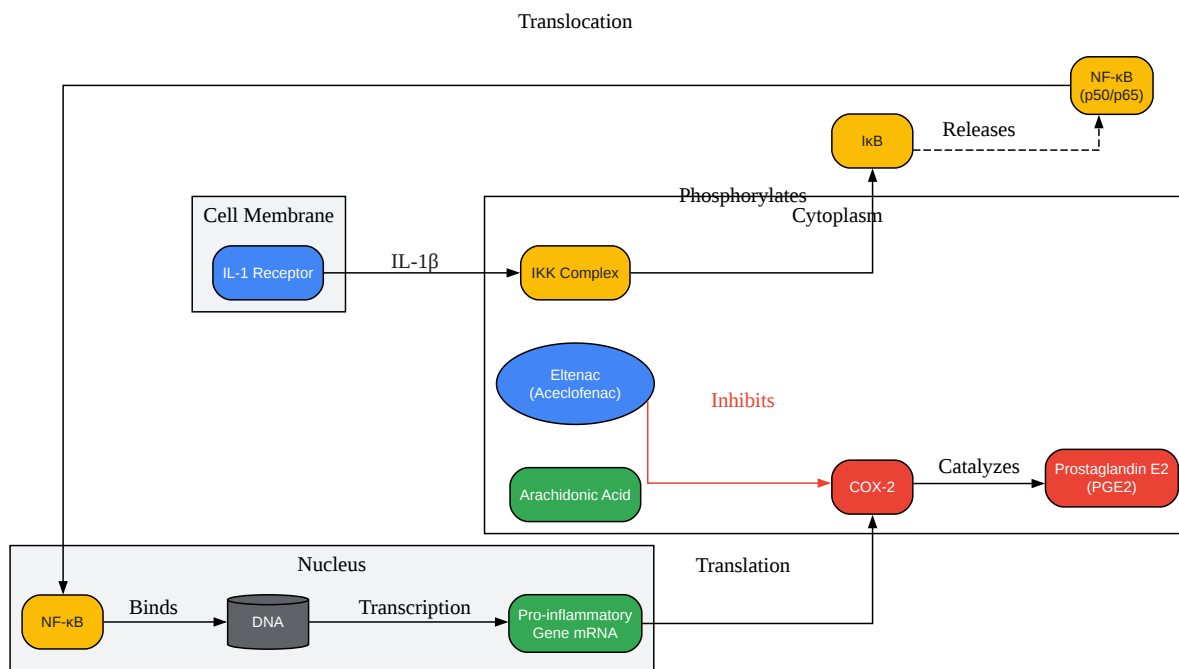 Translocation
NF-κB
(p50/p65)
Releases
IκB
Phosphorylates
Cytoplasm
Cell Membrane
IL-1 Receptor
IL-1β
IKK Complex
Eltenac
(Aceclofenac)
Inhibits
Arachidonic Acid
COX-2
Catalyzes
Prostaglandin E2
(PGE2)
Nucleus
Translation
NF-κB
Binds
DNA
Transcription
Pro-inflammatory
Gene mRNA